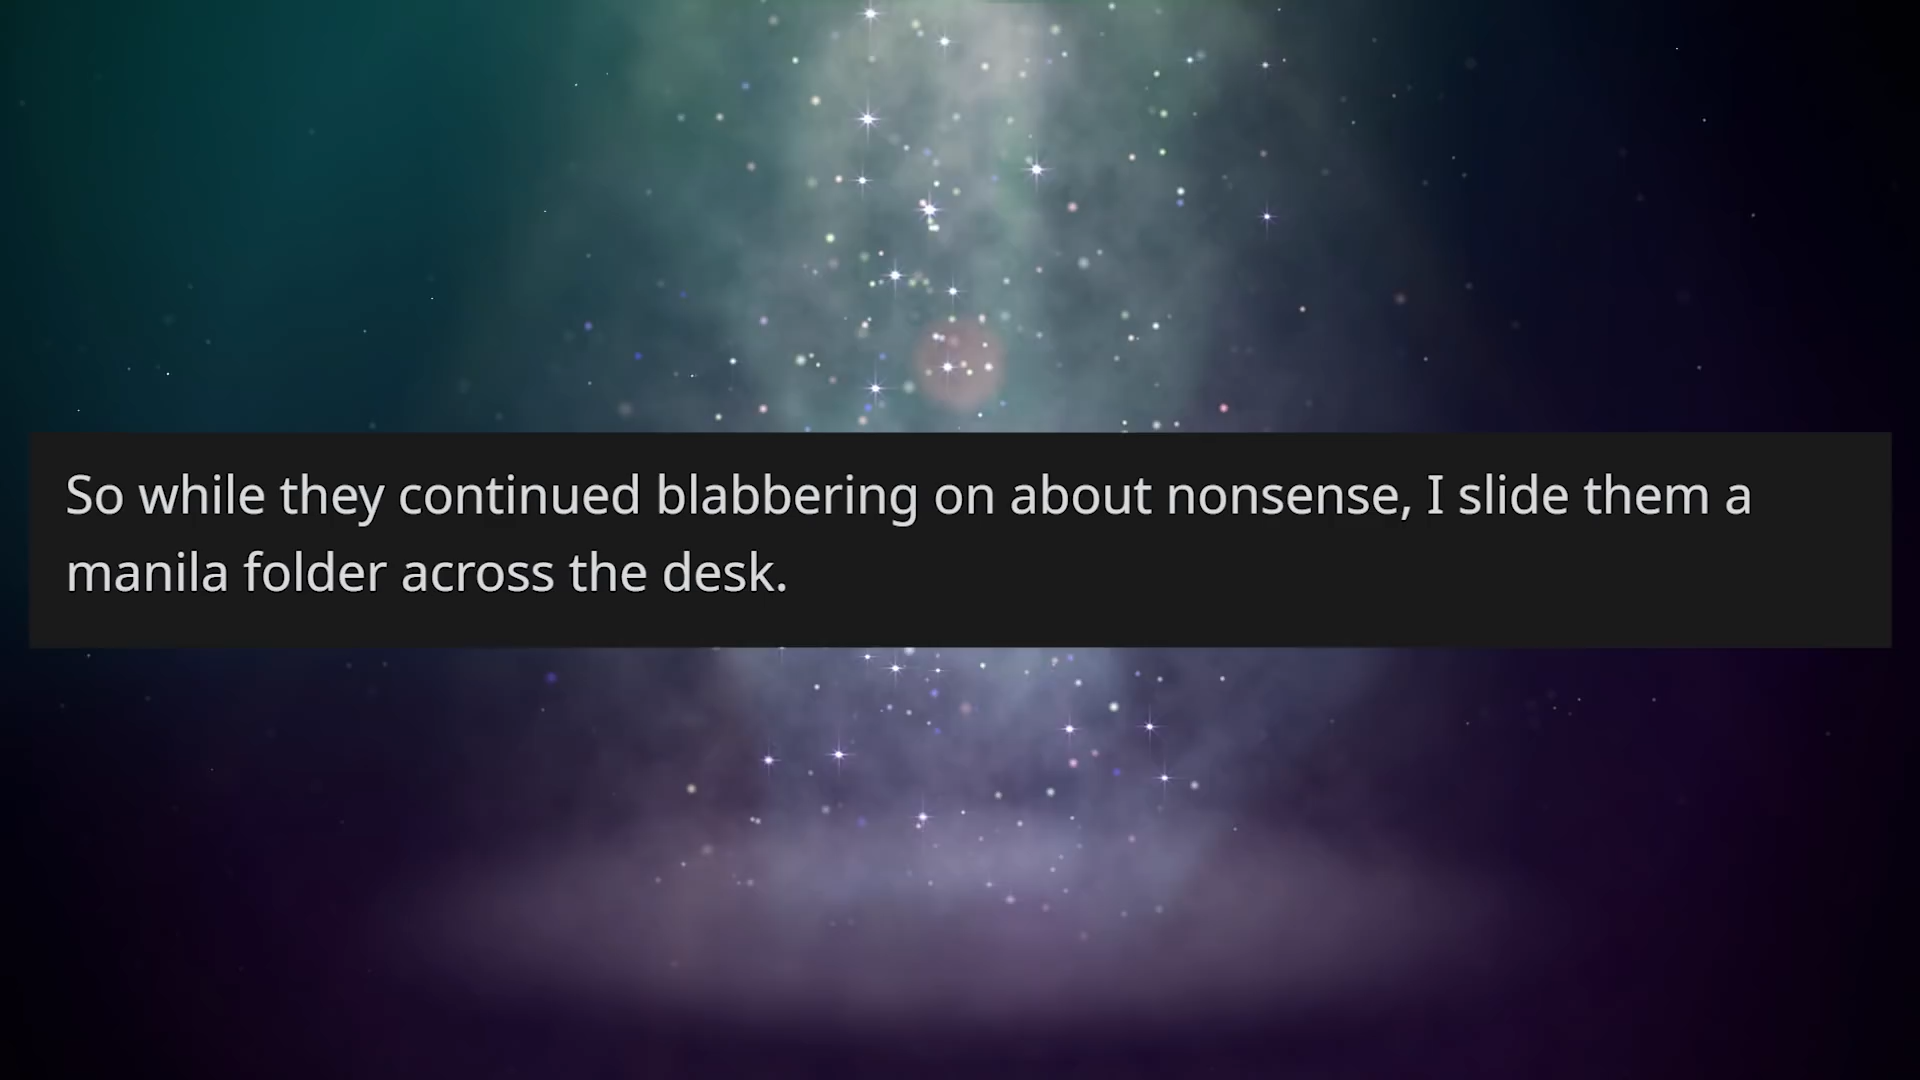 So while they continued blabbering on about nonsense, I slide them a
manila folder across the desk.